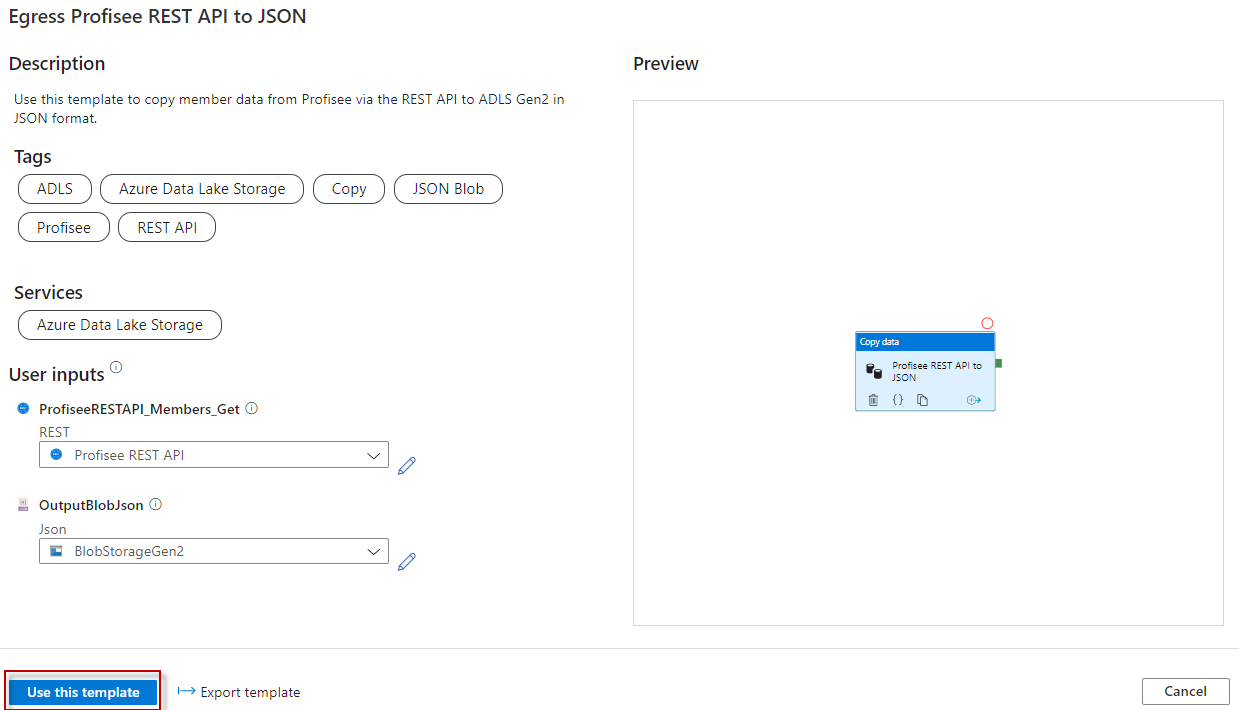 Egress Profisee REST API to JSON
Description
Use this template to copy member data from Profisee via the REST API to ADLS Gen2 in
JSON format.
Tags
ADLS
Azure Data Lake Storage
Copy
JSON Blob
Profisee
REST API
Services
Azure Data Lake Storage
User inputs
ProfiseeRESTAPI_Members_Get
REST
Profisee REST API
OutputBlobJson
Json
BlobStorageGen2
Preview
Copy data
Profisee REST API to
JSON
{}
Use this template
Export template
Cancel